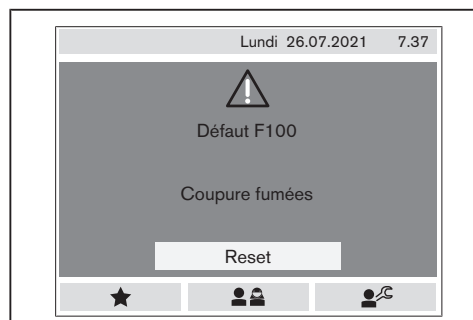 Lundi 26.07.2021 7.37
Défaut F100
Coupure fumées
Reset